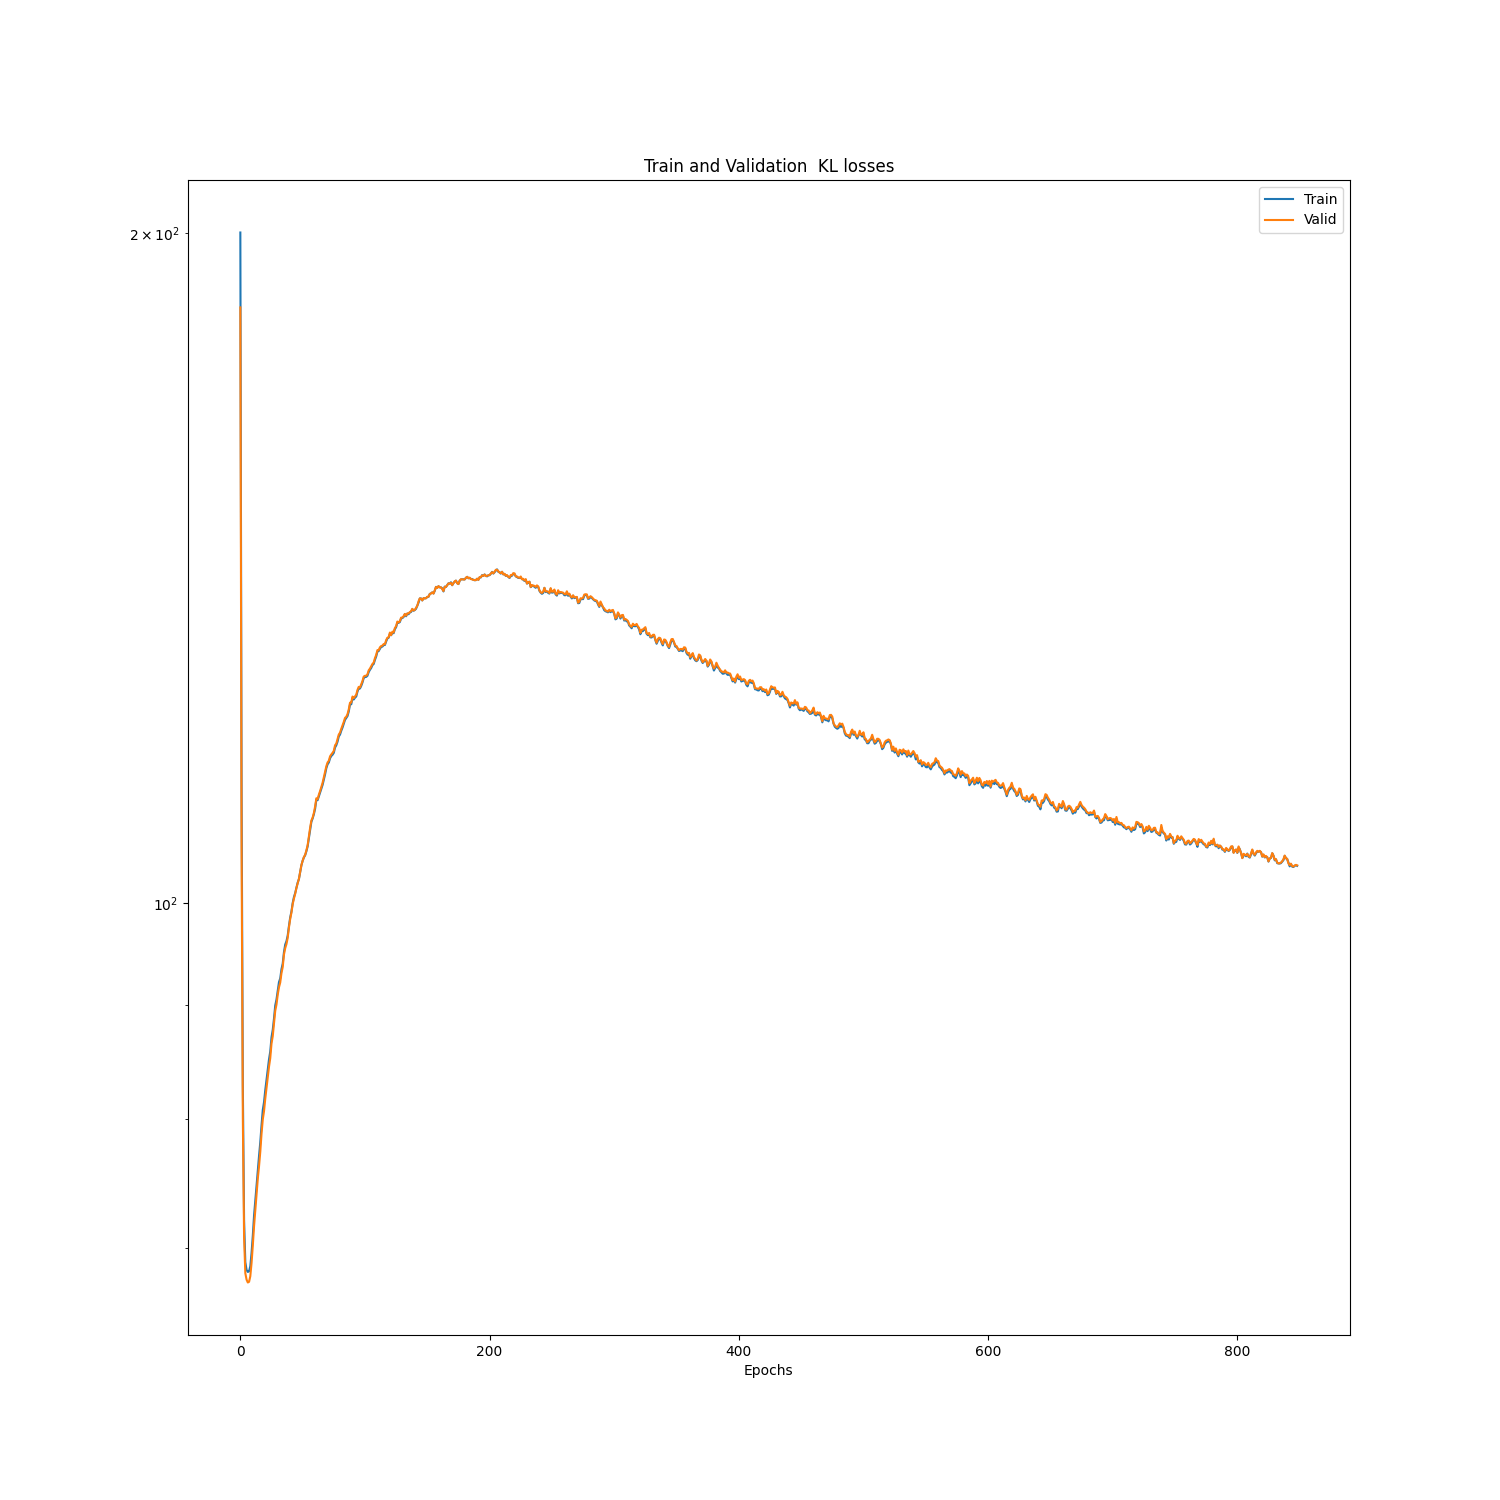 Train and Validation  KL losses
Train
Valid
2 × 10²
10²
0 200 400 600 800
Epochs